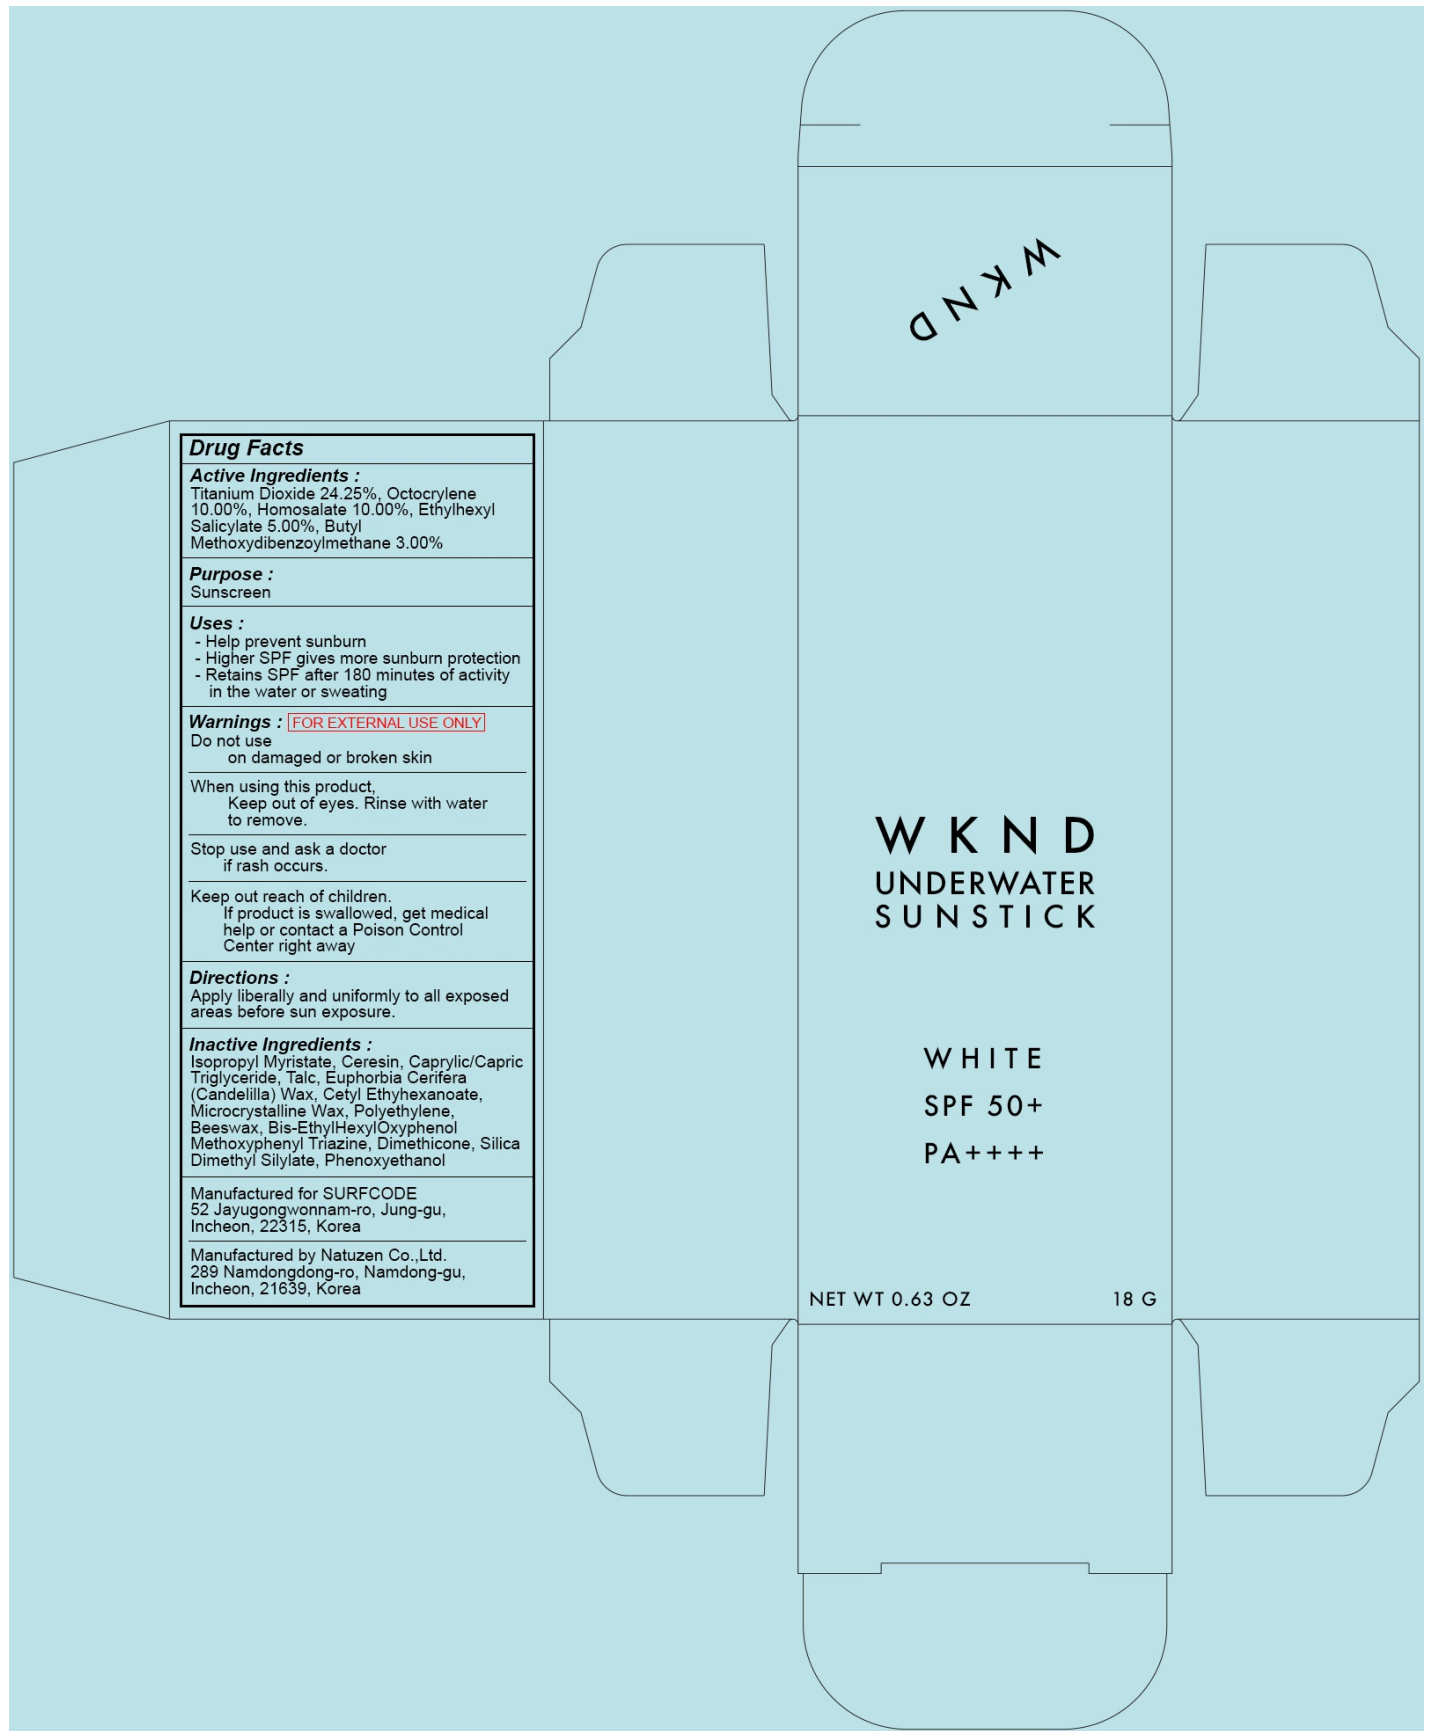 WKND
Drug Facts
Active Ingredients :
Titanium Dioxide 24.25%, Octocrylene
10.00%, Homosalate 10.00%, Ethylhexyl
Salicylate 5.00%, Butyl
Methoxydibenzoylmethane 3.00%
Purpose :
Sunscreen
Uses :
- Help prevent sunburn
- Higher SPF gives more sunburn protection
- Retains SPF after 180 minutes of activity
in the water or sweating
Warnings : FOR EXTERNAL USE ONLY
Do not use
on damaged or broken skin
When using this product,
Keep out of eyes. Rinse with water
to remove.
Stop use and ask a doctor
if rash occurs.
Keep out reach of children.
If product is swallowed, get medical
help or contact a Poison Control
Center right away
Directions :
Apply liberally and uniformly to all exposed
areas before sun exposure.
Inactive Ingredients :
Isopropyl Myristate, Ceresin, Caprylic/Capric
Triglyceride, Talc, Euphorbia Cerifera
(Candelilla) Wax, Cetyl Ethyhexanoate,
Microcrystalline Wax, Polyethylene,
Beeswax, Bis-EthylHexylOxyphenol
Methoxyphenyl Triazine, Dimethicone, Silica
Dimethyl Silylate, Phenoxyethanol
Manufactured for SURFCODE
52 Jayugongwonnam-ro, Jung-gu,
Incheon, 22315, Korea
Manufactured by Natuzen Co.,Ltd.
289 Namdongdong-ro, Namdong-gu,
Incheon, 21639, Korea
WKND
UNDERWATER
SUNSTICK
WHITE
SPF 50+
PA++++
NET WT 0.63 OZ 18 G